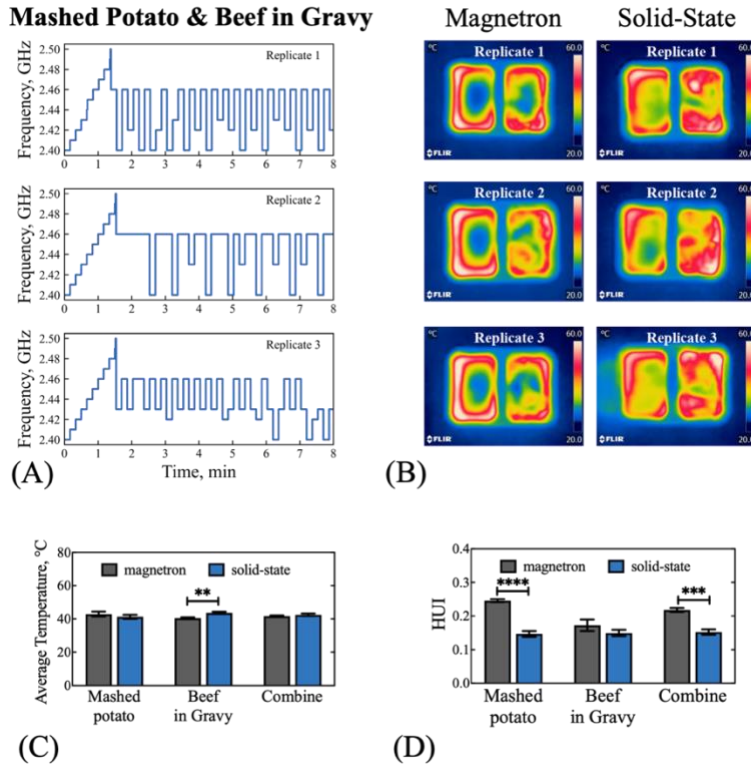 Mashed Potato & Beef in Gravy
Magnetron
Solid-State
Frequency, GHz
2.50
2.48
2.46
2.44
2.42
2.40
Replicate 1
0 1 2 3 4 5 6 7 8
Frequency, GHz
2.50
2.48
2.46
2.44
2.42
2.40
Replicate 2
0 1 2 3 4 5 6 7 8
Frequency, GHz
2.50
2.48
2.46
2.44
2.42
2.40
Replicate 3
0 1 2 3 4 5 6 7 8
Time, min
(A)
°C
Replicate 1
60.0
FLIR
20.0
°C
Replicate 1
60.0
FLIR
20.0
°C
Replicate 2
60.0
FLIR
20.0
°C
Replicate 2
60.0
FLIR
20.0
°C
Replicate 3
60.0
FLIR
20.0
°C
Replicate 3
60.0
FLIR
20.0
(B)
Average Temperature, °C
80
60
40
20
0
magnetron
solid-state
**
Mashed
potato
Beef
in Gravy
Combine
(C)
HUI
0.4
0.3
0.2
0.1
0.0
magnetron
solid-state
****
***
Mashed
potato
Beef
in Gravy
Combine
(D)